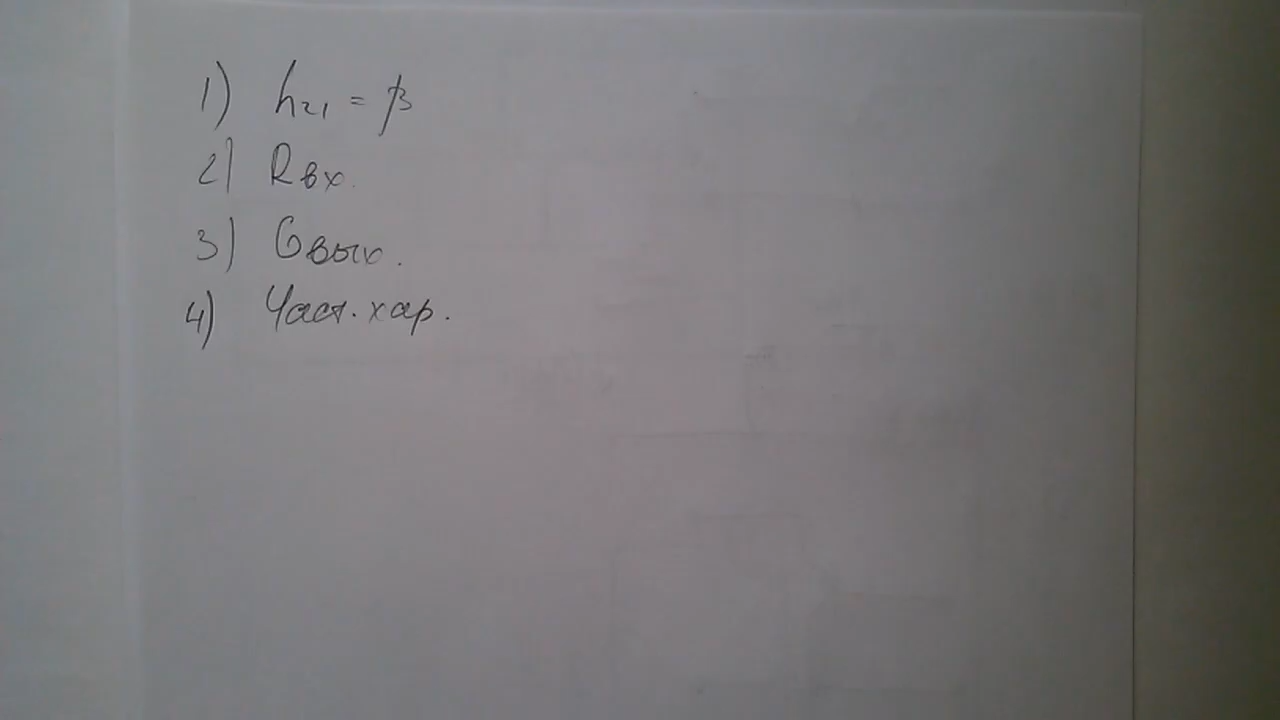 1) h21 = β
2) Rвх.
3) Gвых.
4) Част. хар.